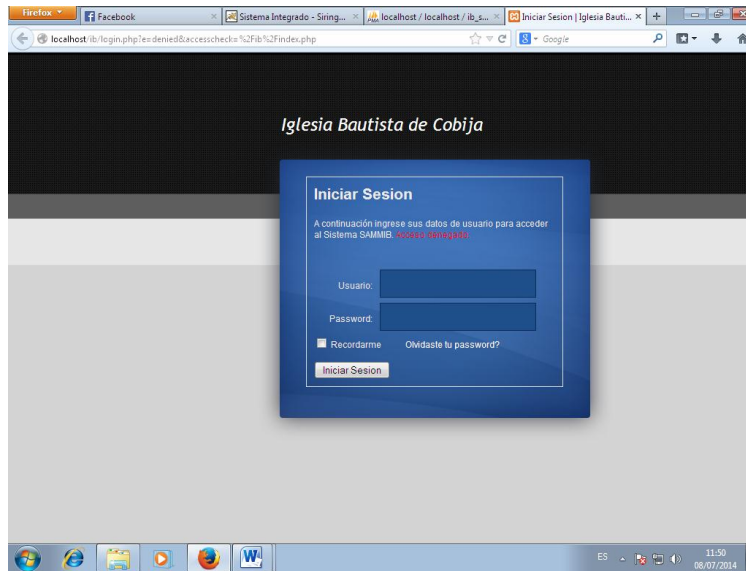 Firefox
Facebook
Sistema Integrado - Siring...
localhost / localhost / ib_s...
Iniciar Sesion | Iglesia Bauti...
localhost/ib/login.php?e=denied&accesscheck=%2Fib%2Findex.php
Google
Iglesia Bautista de Cobija
Iniciar Sesion
A continuación ingrese sus datos de usuario para acceder
al Sistema SAMMIB. Acceso denegado
Usuario:
Password:
Recordarme
Olvidaste tu password?
Iniciar Sesion
ES
11:50
08/07/2014